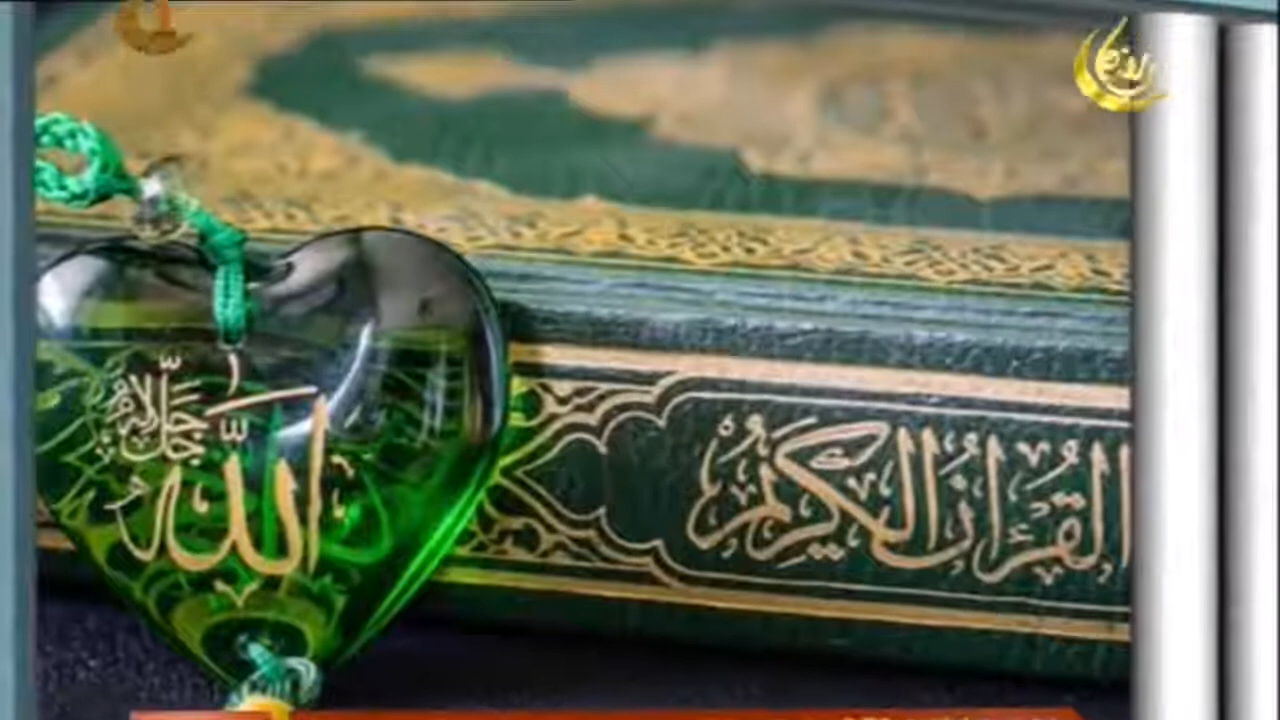 الله
جل جلاله
القرآن الكريم